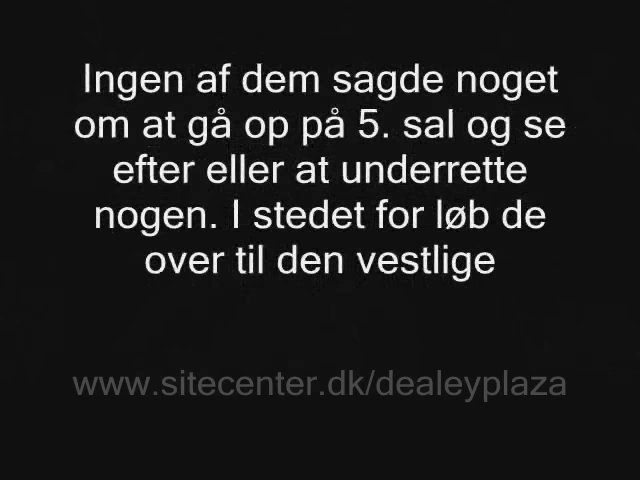 Ingen af dem sagde noget
om at gå op på 5. sal og se
efter eller at underrette
nogen. I stedet for løb de
over til den vestlige
www.sitecenter.dk/dealeyplaza